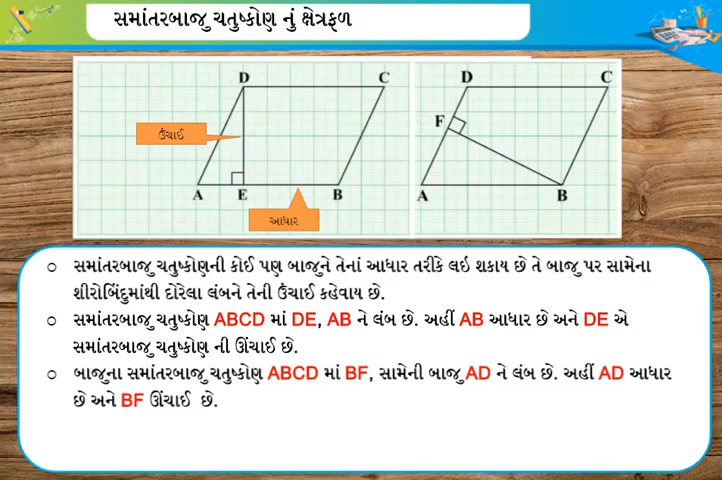 સમાંતરબાજુ ચતુષ્કોણ નું ક્ષેત્રફળ
D C D C
F
ઉંચાઈ
A E B A B
આધાર
સમાંતરબાજુ ચતુષ્કોણની કોઈ પણ બાજુને તેનાં આધાર તરીકે લઇ શકાય છે તે બાજુ પર સામેના
શીરોબિંદુમાંથી દોરેલા લંબને તેની ઉંચાઈ કહેવાય છે.
સમાંતરબાજુ ચતુષ્કોણ ABCD માં DE, AB ને લંબ છે. અહીં AB આધાર છે અને DE એ
સમાંતરબાજુ ચતુષ્કોણ ની ઊંચાઈ છે.
બાજુના સમાંતરબાજુ ચતુષ્કોણ ABCD માં BF, સામેની બાજુ AD ને લંબ છે. અહીં AD આધાર
છે અને BF ઊંચાઈ છે.